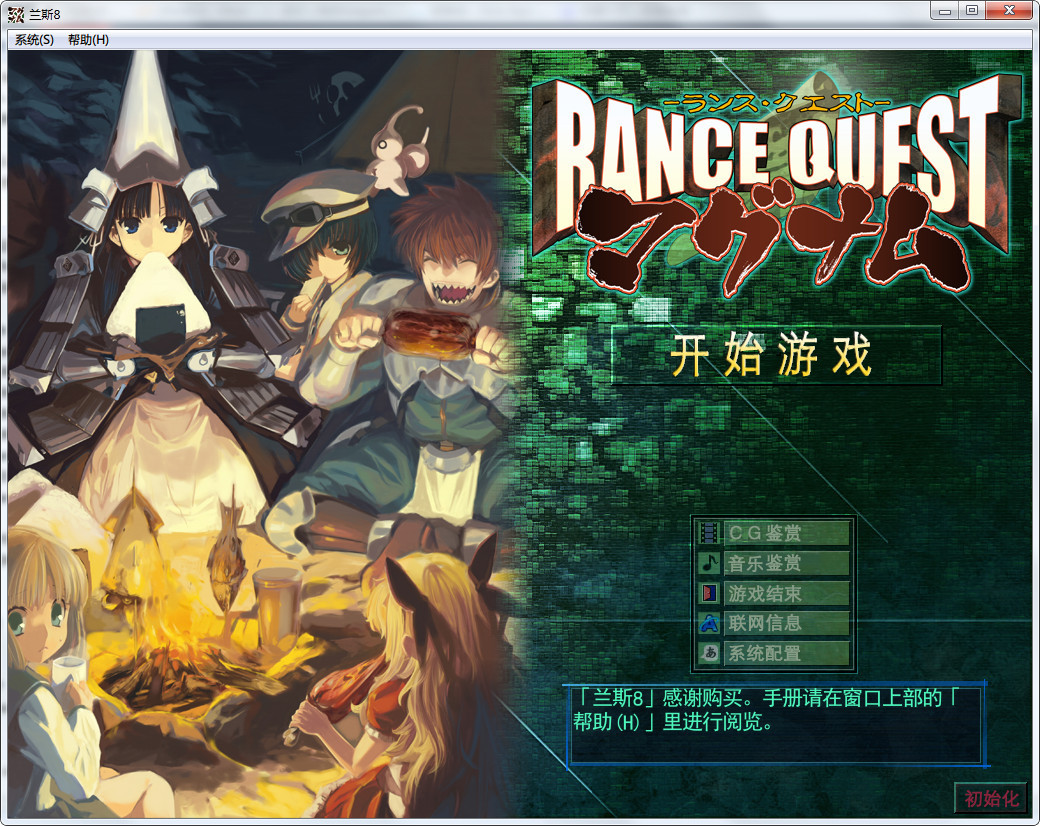 兰斯8
系统(S) 帮助(H)
-ランス・クエスト-
RANCE QUEST
マグナム
开始游戏
CG鉴赏
音乐鉴赏
游戏结束
联网信息
あ 系统配置
「兰斯8」感谢购买。手册请在窗口上部的「
帮助(H)」里进行阅览。
初始化